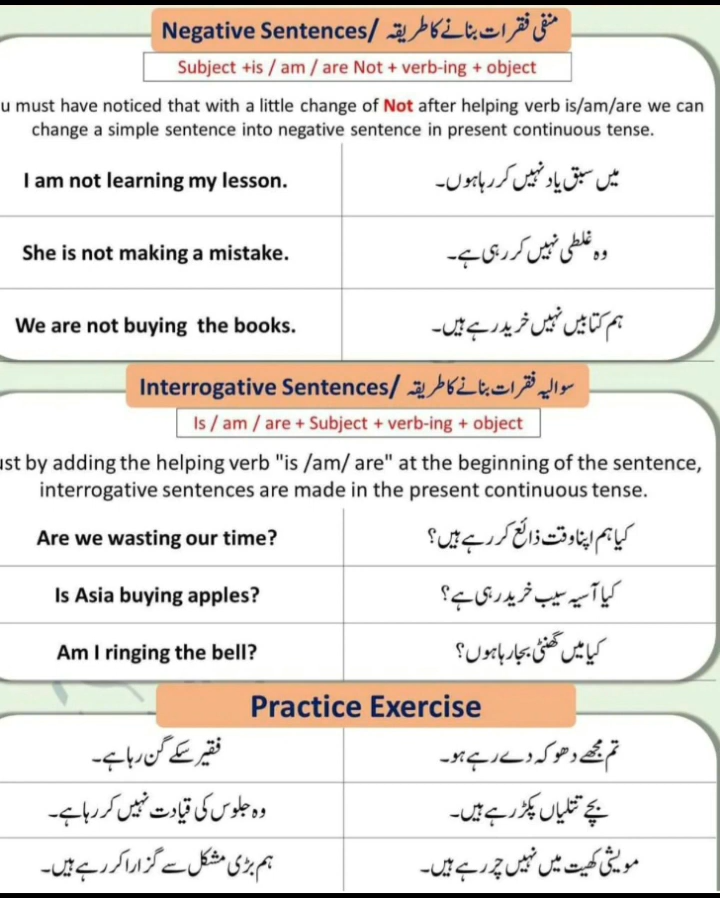 Negative Sentences/ منفی فقرات بنانے کا طریقہ
Subject +is / am / are Not + verb-ing + object
u must have noticed that with a little change of Not after helping verb is/am/are we can
change a simple sentence into negative sentence in present continuous tense.
I am not learning my lesson. میں سبق یاد نہیں کر رہا ہوں۔
She is not making a mistake. وہ غلطی نہیں کر رہی ہے۔
We are not buying the books. ہم کتابیں نہیں خرید رہے ہیں۔
Interrogative Sentences/ سوالیہ فقرات بنانے کا طریقہ
Is / am / are + Subject + verb-ing + object
ust by adding the helping verb "is /am/ are" at the beginning of the sentence,
interrogative sentences are made in the present continuous tense.
Are we wasting our time? کیا ہم اپنا وقت ذائع کر رہے ہیں؟
Is Asia buying apples? کیا آسیہ سیب خرید رہی ہے؟
Am I ringing the bell? کیا میں گھنٹی بجا رہا ہوں؟
Practice Exercise
تم مجھے دھوکہ دے رہے ہو۔ فقیر سکے گن رہا ہے۔
بچے تتلیاں پکڑ رہے ہیں۔ وہ جلوس کی قیادت نہیں کر رہا ہے۔
مویشی کھیت میں نہیں چر رہے ہیں۔ ہم بڑی مشکل سے گزارا کر رہے ہیں۔